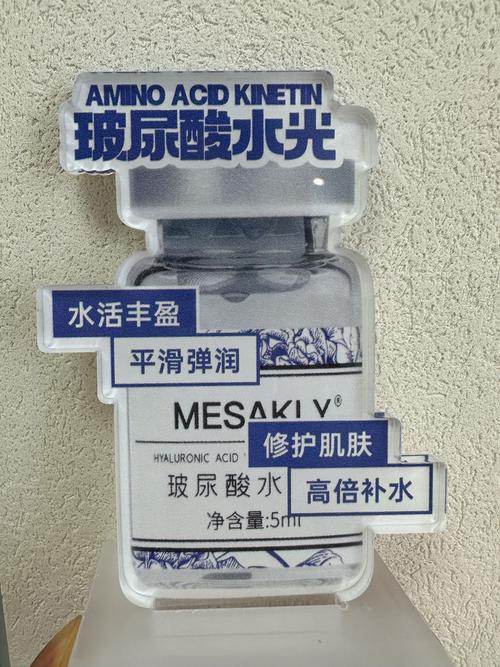 AMINO ACID KINETIN
玻尿酸水光
水活丰盈
平滑弹润
MESAKLY®
修护肌肤
HYALURONIC ACID
玻尿酸水
高倍补水
净含量:5ml